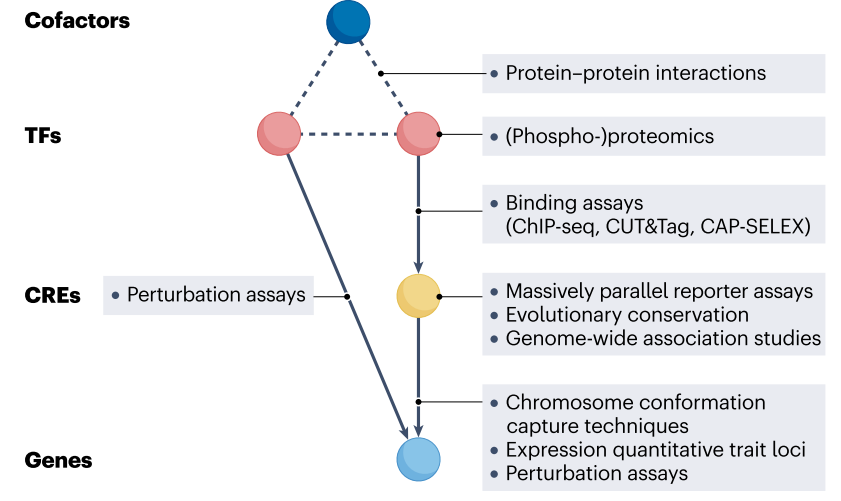 Cofactors
• Protein–protein interactions
TFs
• (Phospho-)proteomics
• Binding assays
(ChIP-seq, CUT&Tag, CAP-SELEX)
CREs
• Perturbation assays
• Massively parallel reporter assays
• Evolutionary conservation
• Genome-wide association studies
• Chromosome conformation
capture techniques
• Expression quantitative trait loci
• Perturbation assays
Genes